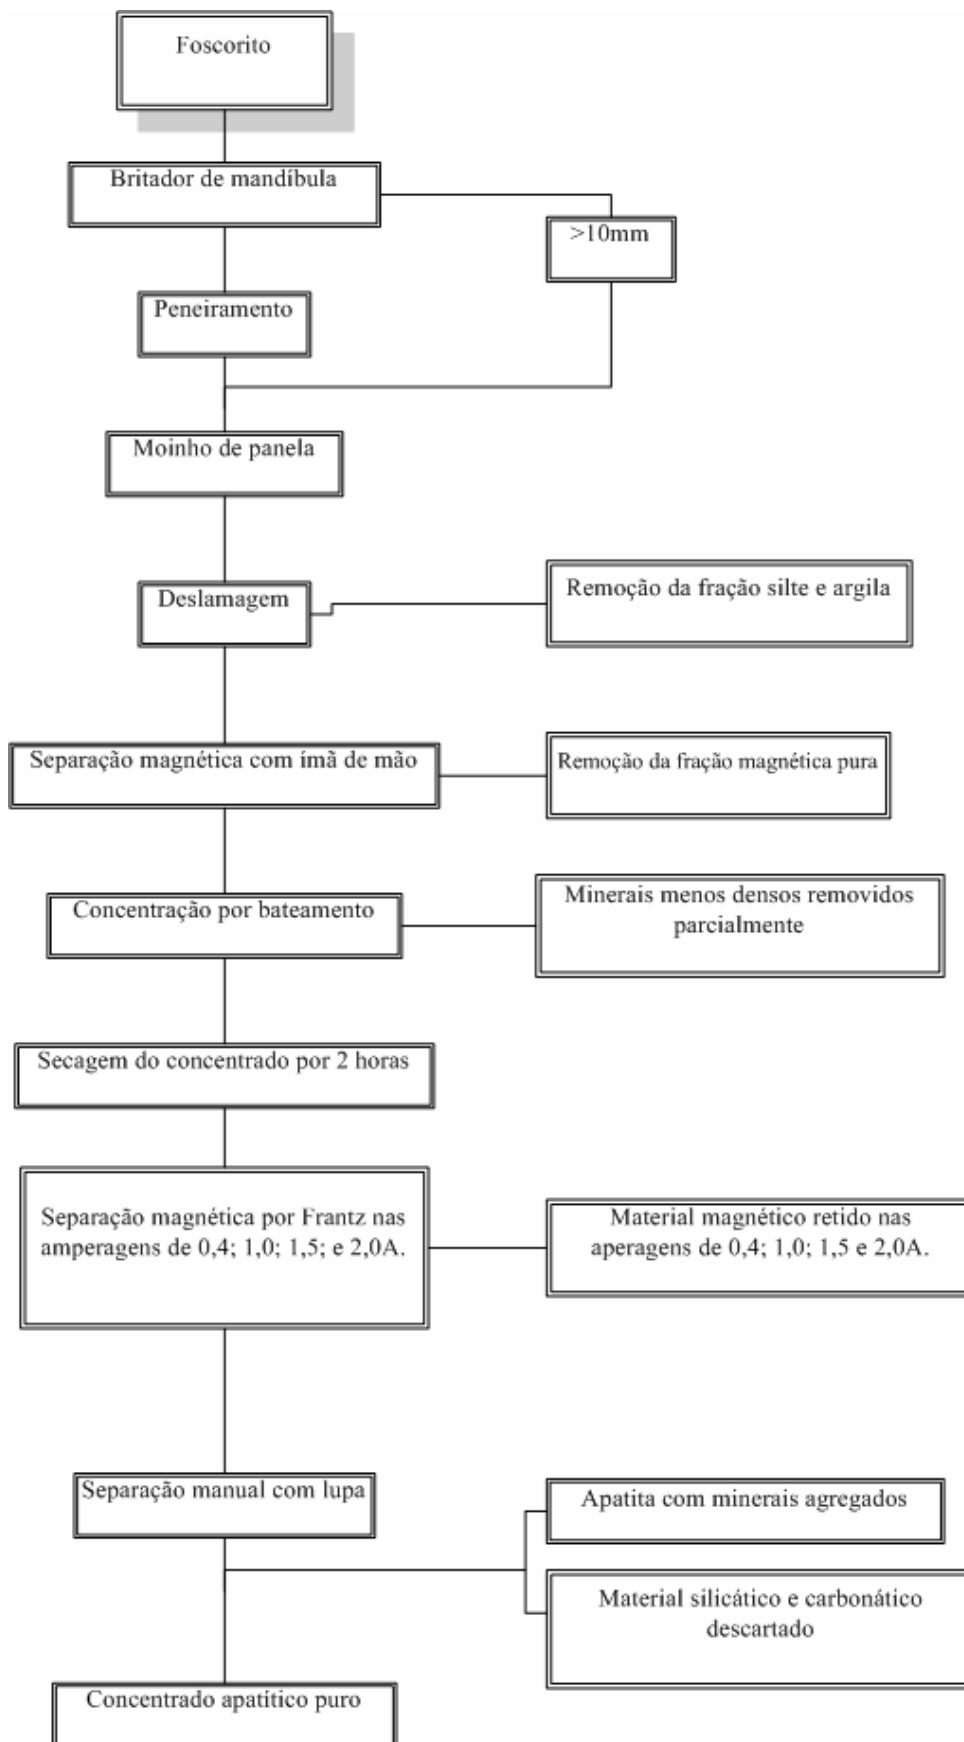 Foscorito
Britador de mandíbula
>10mm
Peneiramento
Moinho de panela
Deslamagem
Remoção da fração silte e argila
Separação magnética com ímã de mão
Remoção da fração magnética pura
Concentração por bateamento
Minerais menos densos removidos
parcialmente
Secagem do concentrado por 2 horas
Separação magnética por Frantz nas
amperagens de 0,4; 1,0; 1,5; e 2,0A.
Material magnético retido nas
aperagens de 0,4; 1,0; 1,5 e 2,0A.
Separação manual com lupa
Apatita com minerais agregados
Material silicático e carbonático
descartado
Concentrado apatítico puro